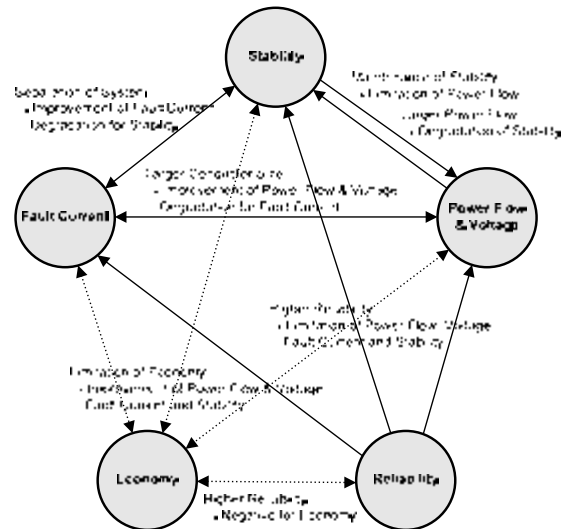 Stability
Separation of System
Improvement of Fault Current
Degradation for Stability
Maintenance of Stability
Limitation of Power Flow
Larger Power Flow
Degradation of Stability
Larger Conductor Size
Improvement of Power Flow & Voltage
Degradation for Fault Current
Fault Current
Power Flow
& Voltage
Higher Reliability
Limitation of Power Flow, Voltage
Fault Current and Stability
Limitation of Economy
of Power Flow & Voltage
Fault Current and Stability
Economy
Reliability
Higher Reliability
Negative for Economy